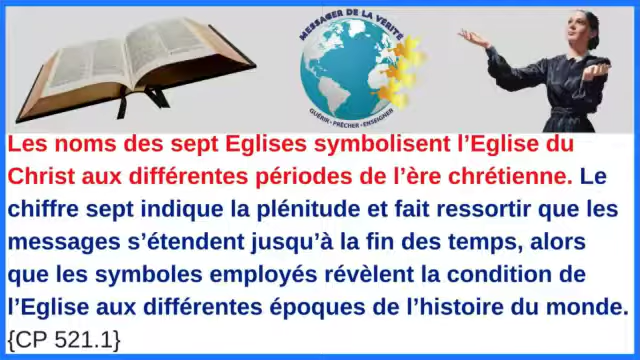 MESSAGER DE LA VÉRITÉ
GUÉRIR • PRÊCHER • ENSEIGNER
Les noms des sept Eglises symbolisent l’Eglise du
Christ aux différentes périodes de l’ère chrétienne. Le
chiffre sept indique la plénitude et fait ressortir que les
messages s’étendent jusqu’à la fin des temps, alors
que les symboles employés révèlent la condition de
l’Eglise aux différentes époques de l’histoire du monde.
{CP 521.1}